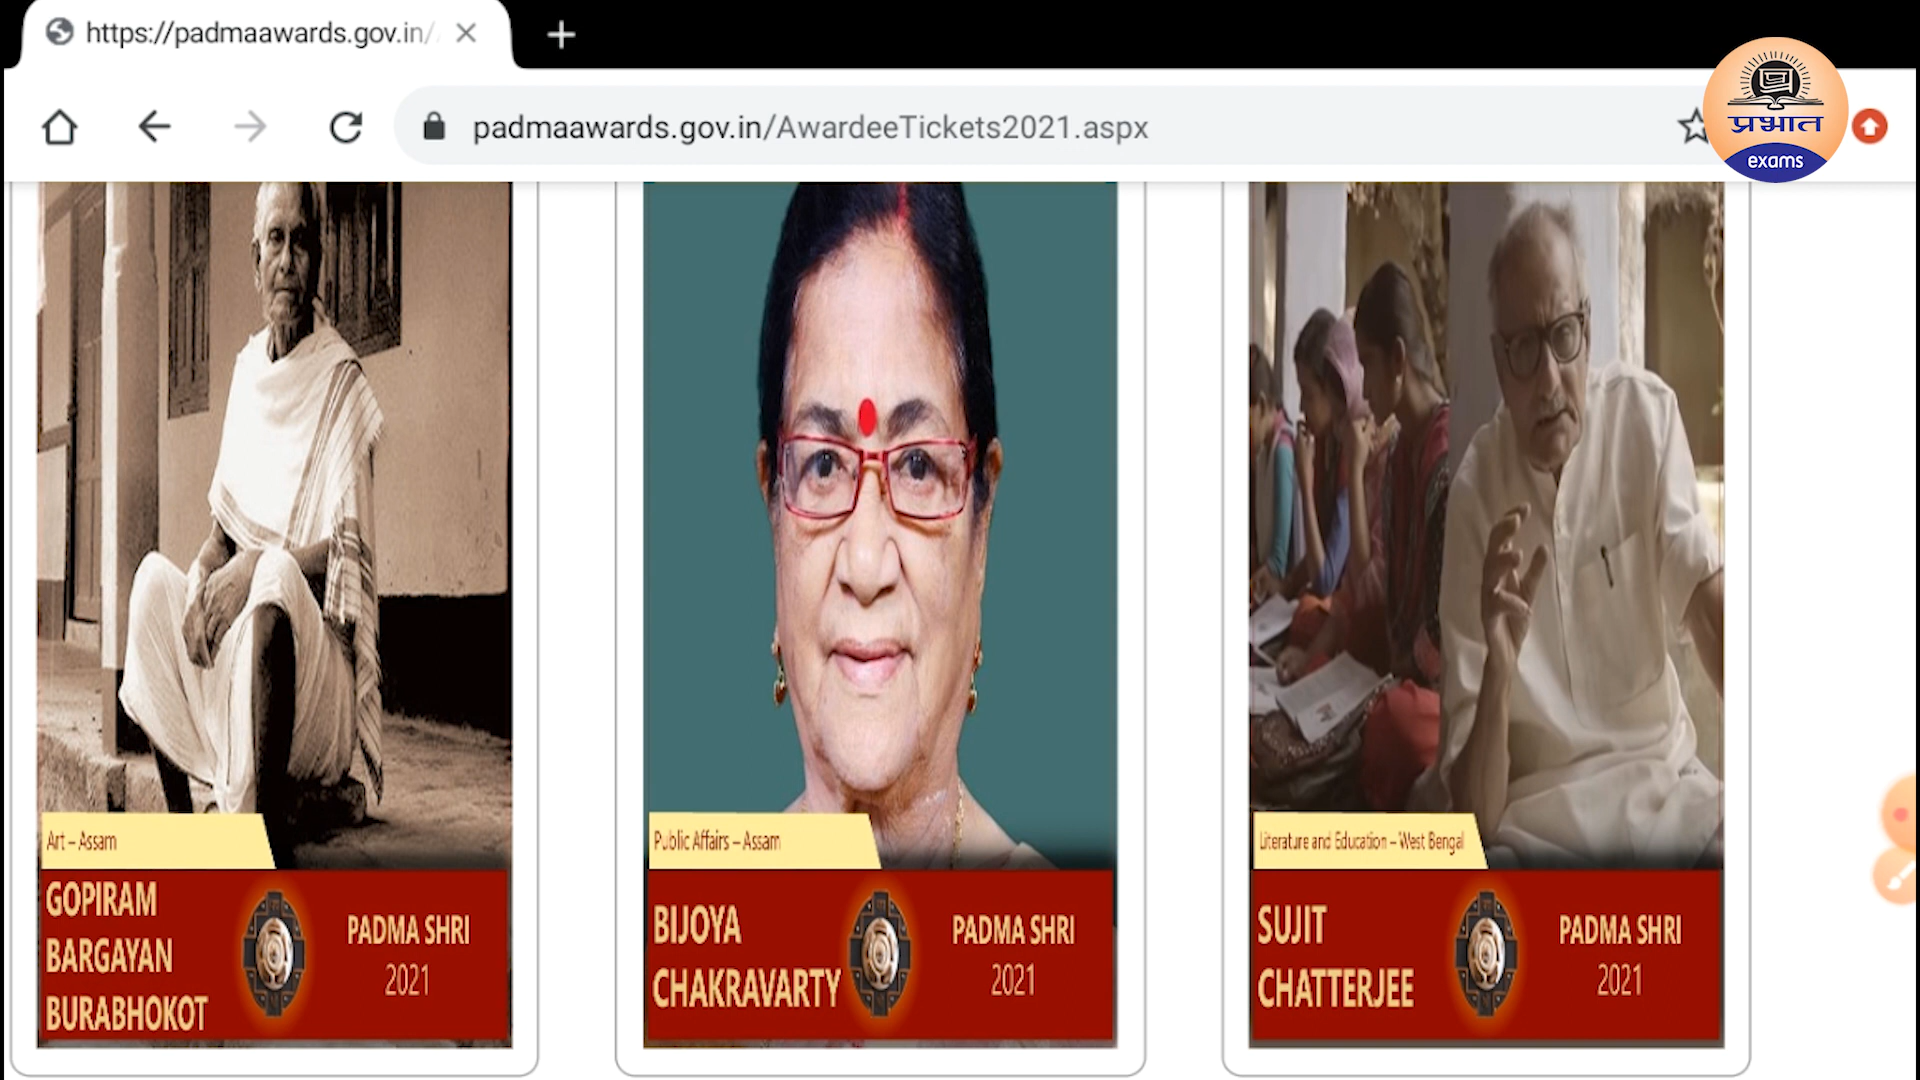 https://padmaawards.gov.in/
padmaawards.gov.in/AwardeeTickets2021.aspx
प्रभात
exams
Art – Assam
GOPIRAM
BARGAYAN
BURABHOKOT
PADMA SHRI
2021
Public Affairs – Assam
BIJOYA
CHAKRAVARTY
PADMA SHRI
2021
Literature and Education – West Bengal
SUJIT
CHATTERJEE
PADMA SHRI
2021